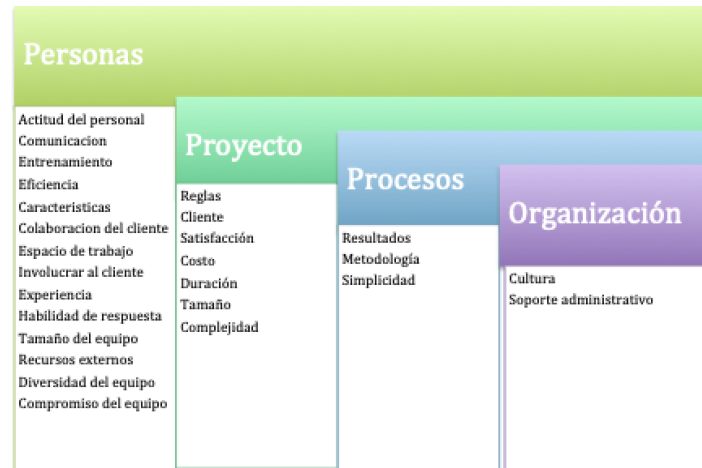 Personas
Actitud del personal
Comunicacion
Entrenamiento
Eficiencia
Caracteristicas
Colaboracion del cliente
Espacio de trabajo
Involucrar al cliente
Experiencia
Habilidad de respuesta
Tamaño del equipo
Recursos externos
Diversidad del equipo
Compromiso del equipo
Proyecto
Reglas
Cliente
Satisfacción
Costo
Duración
Tamaño
Complejidad
Procesos
Resultados
Metodología
Simplicidad
Organización
Cultura
Soporte administrativo